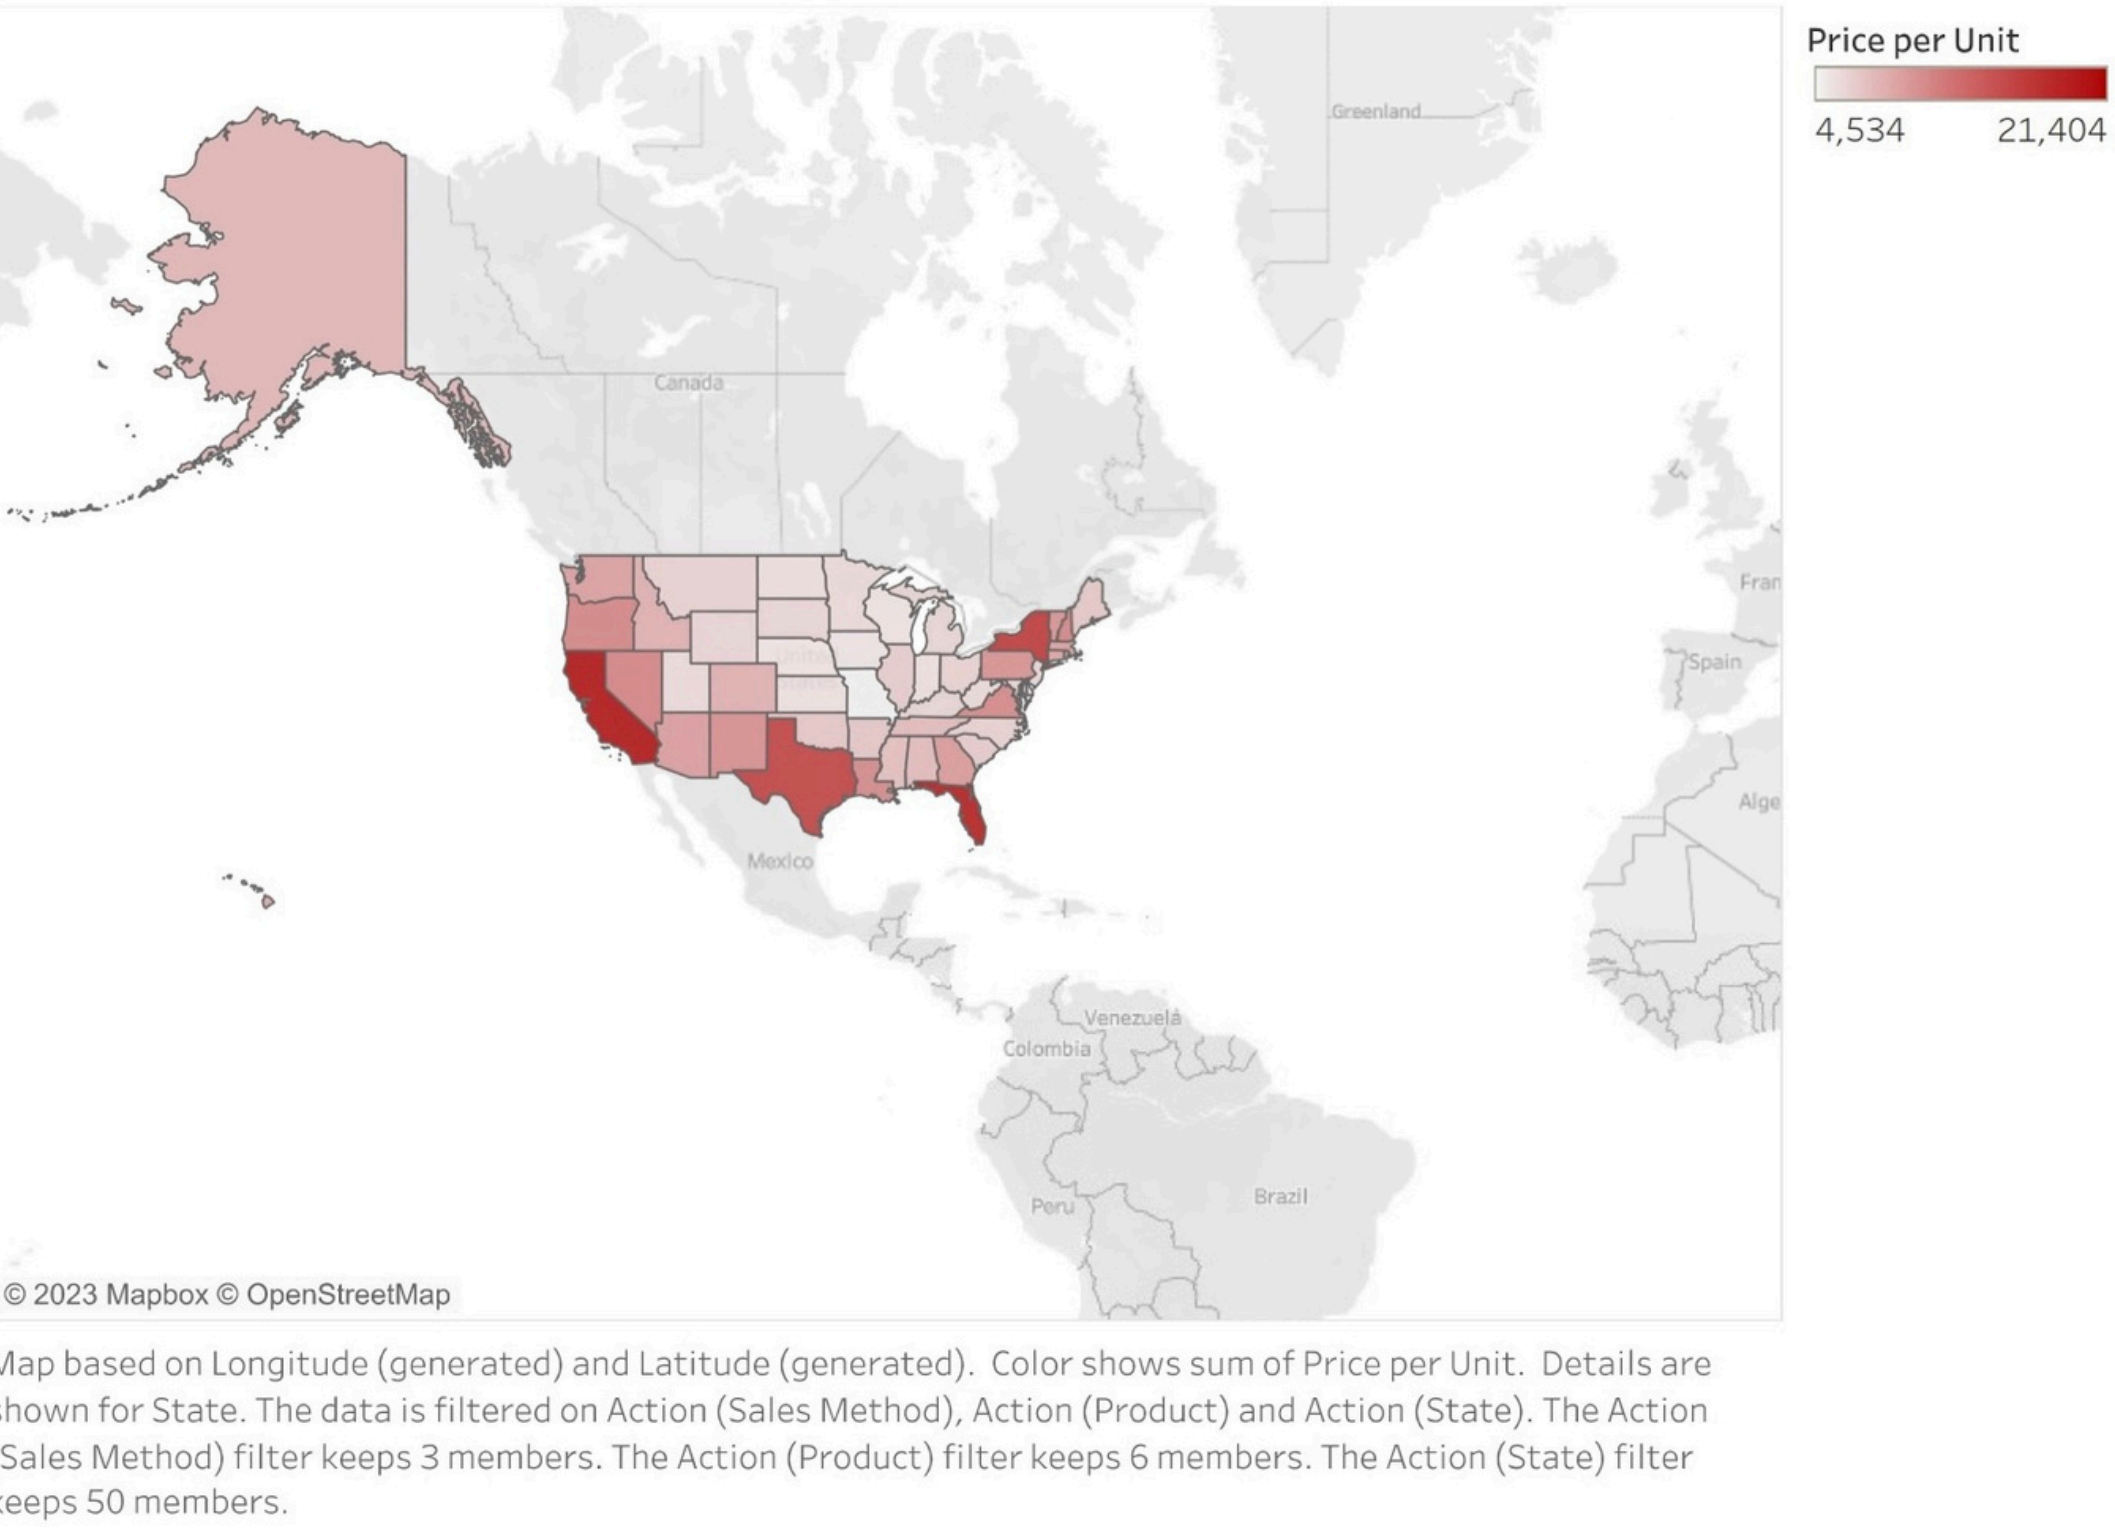 Price per Unit
4,534 21,404
Greenland
Canada
Fran
United
States
Spain
Alge
Mexico
Venezuela
Colombia
Peru
Brazil
© 2023 Mapbox © OpenStreetMap
Map based on Longitude (generated) and Latitude (generated). Color shows sum of Price per Unit. Details are
shown for State. The data is filtered on Action (Sales Method), Action (Product) and Action (State). The Action
(Sales Method) filter keeps 3 members. The Action (Product) filter keeps 6 members. The Action (State) filter
keeps 50 members.